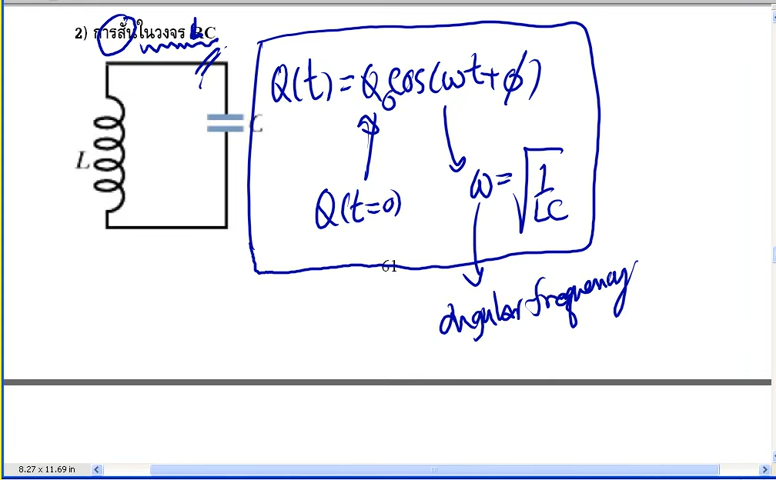 2) การสั่นในวงจร LC
Q(t) = Q₀cos(ωt+φ)
C
L
ω = √(1/LC)
Q(t=0)
61
angular frequency
8.27 x 11.69 in